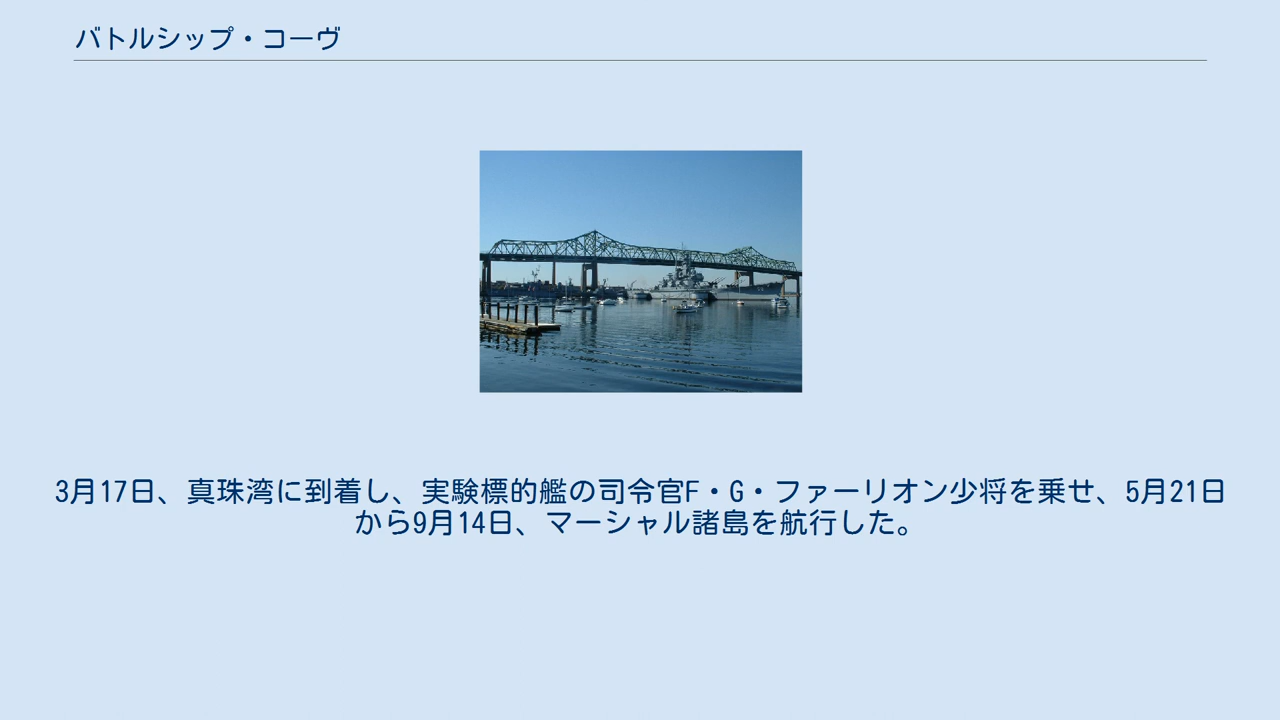 バトルシップ・コーヴ
3月17日、真珠湾に到着し、実験標的艦の司令官F・G・ファーリオン少将を乗せ、5月21日
から9月14日、マーシャル諸島を航行した。